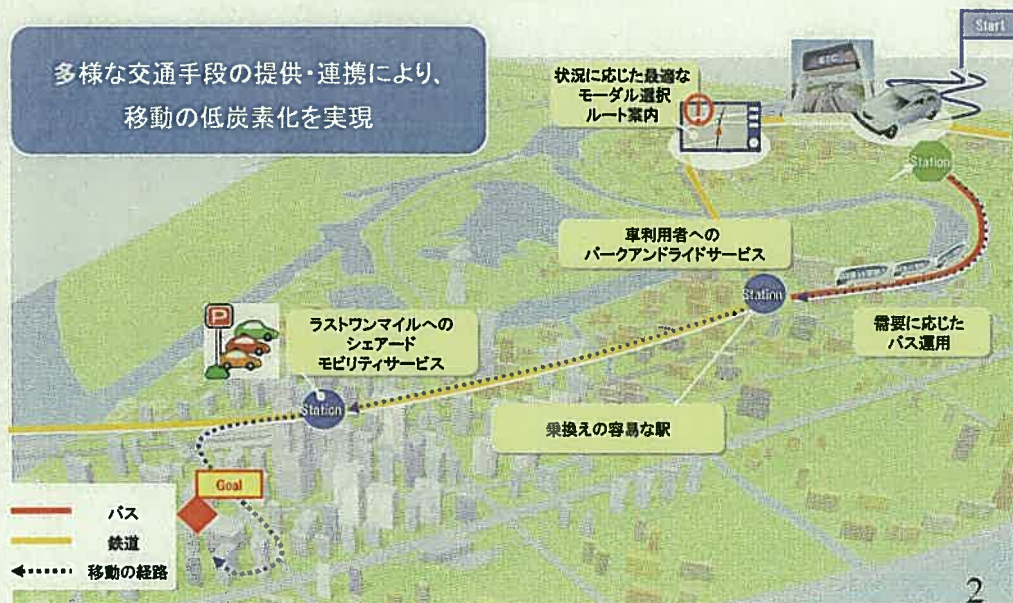 多様な交通手段の提供・連携により、
移動の低炭素化を実現
Start
ETC
状況に応じた最適な
モーダル選択
ルート案内
Station
車利用者への
パークアンドライドサービス
Station
需要に応じた
バス運用
P
ラストワンマイルへの
シェアード
モビリティサービス
Station
乗換えの容易な駅
Goal
バス
鉄道
移動の経路
2